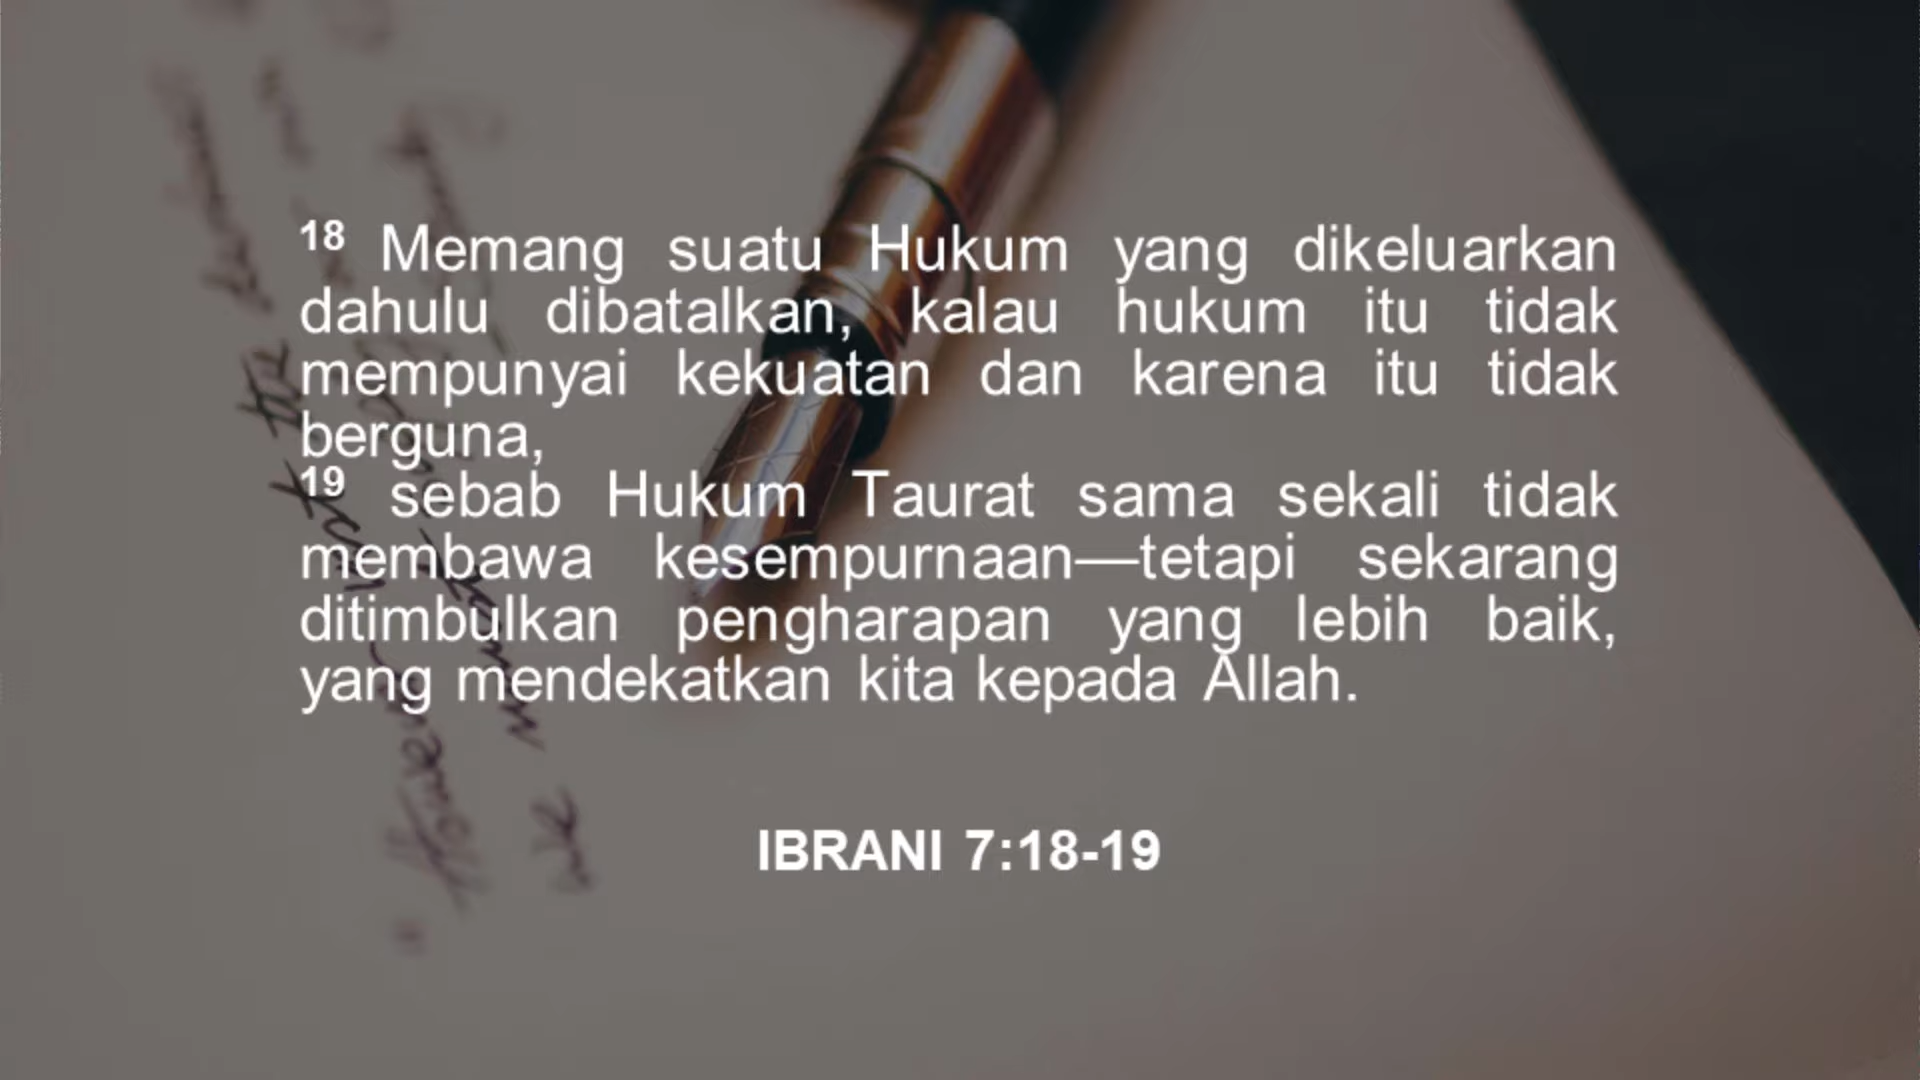 18 Memang suatu Hukum yang dikeluarkan
dahulu dibatalkan, kalau hukum itu tidak
mempunyai kekuatan dan karena itu tidak
berguna,
19 sebab Hukum Taurat sama sekali tidak
membawa kesempurnaan—tetapi sekarang
ditimbulkan pengharapan yang lebih baik,
yang mendekatkan kita kepada Allah.
IBRANI 7:18-19